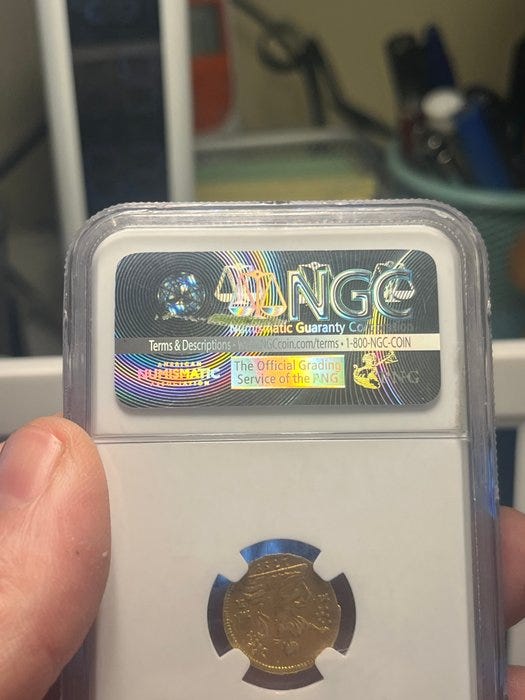 NGC
Numismatic Guaranty
Terms & Descriptions • www.NGCcoin.com/terms • 1-800-NGC-COIN
AMERICAN
NUMISMATIC
ASSOCIATION
The Official Grading
Service of the PNG
PNG